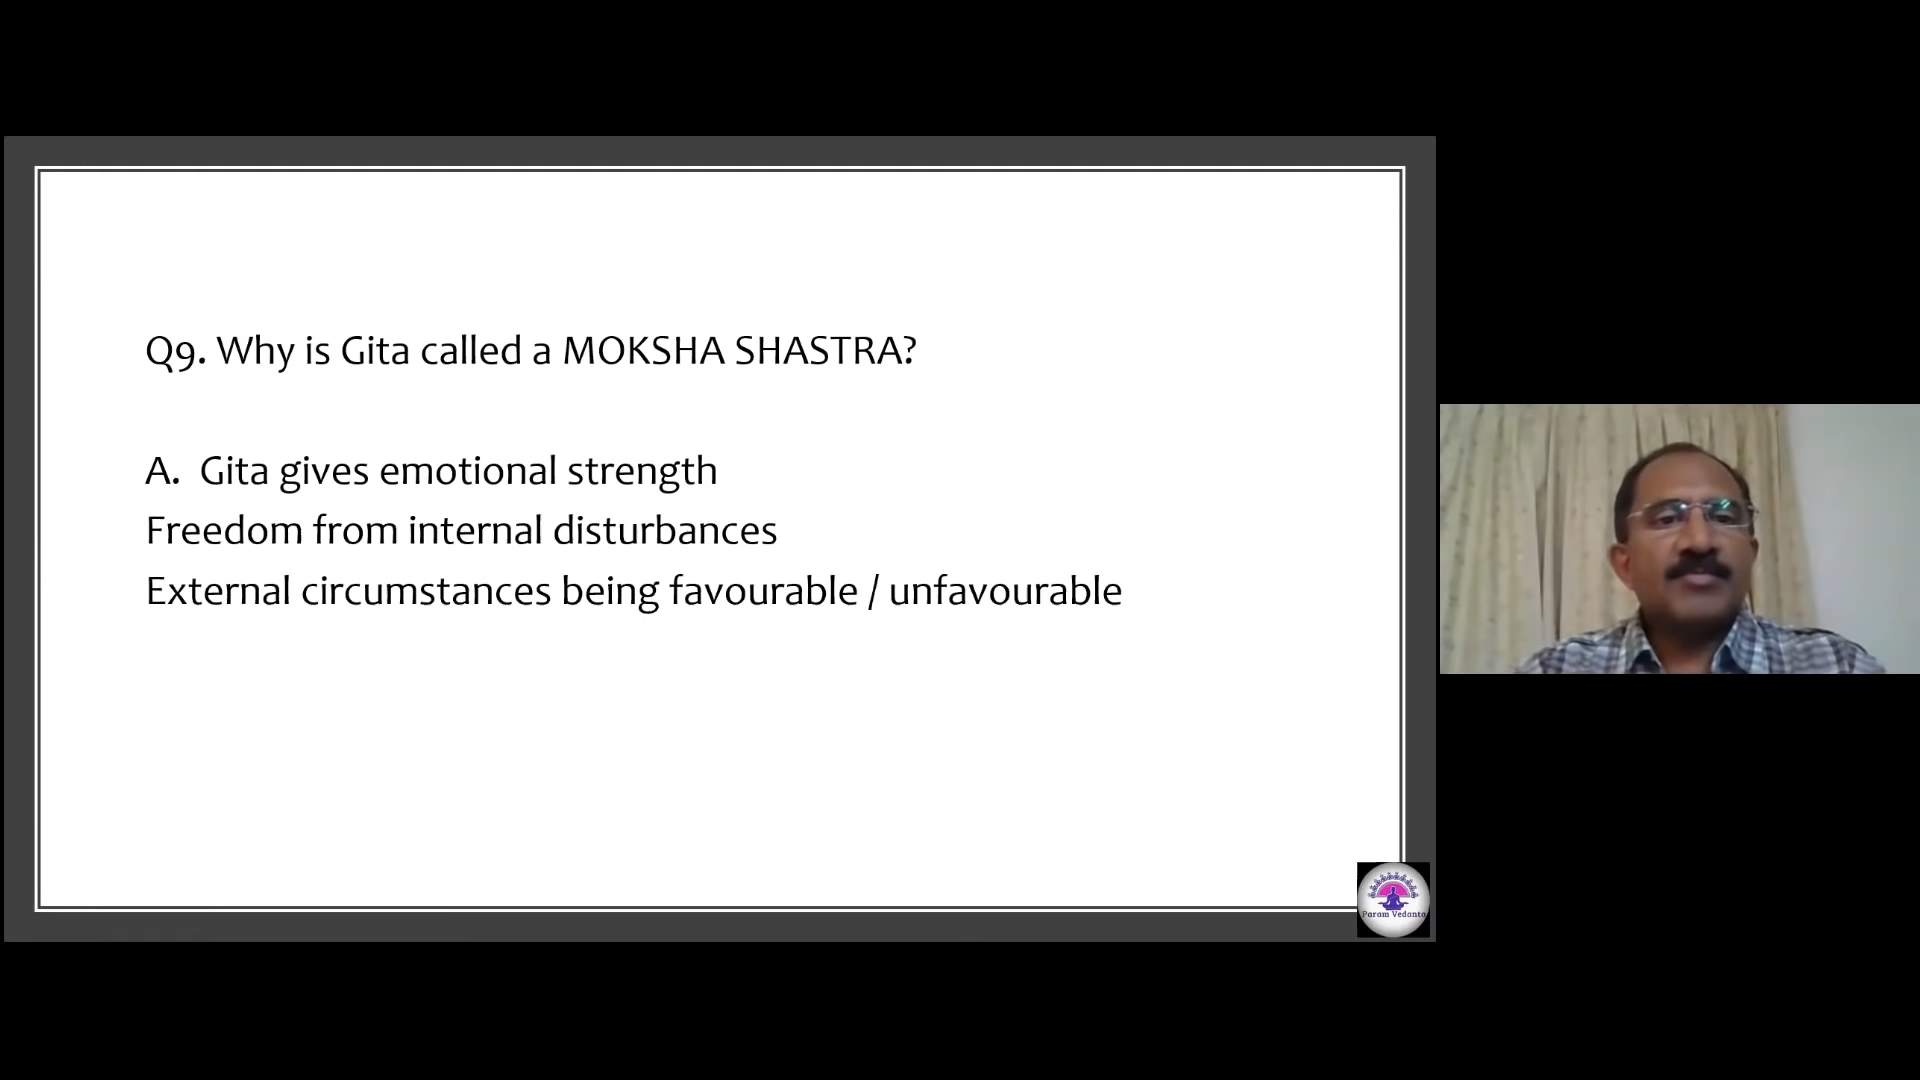 Q9. Why is Gita called a MOKSHA SHASTRA?
A. Gita gives emotional strength
Freedom from internal disturbances
External circumstances being favourable / unfavourable
Param Vedanta